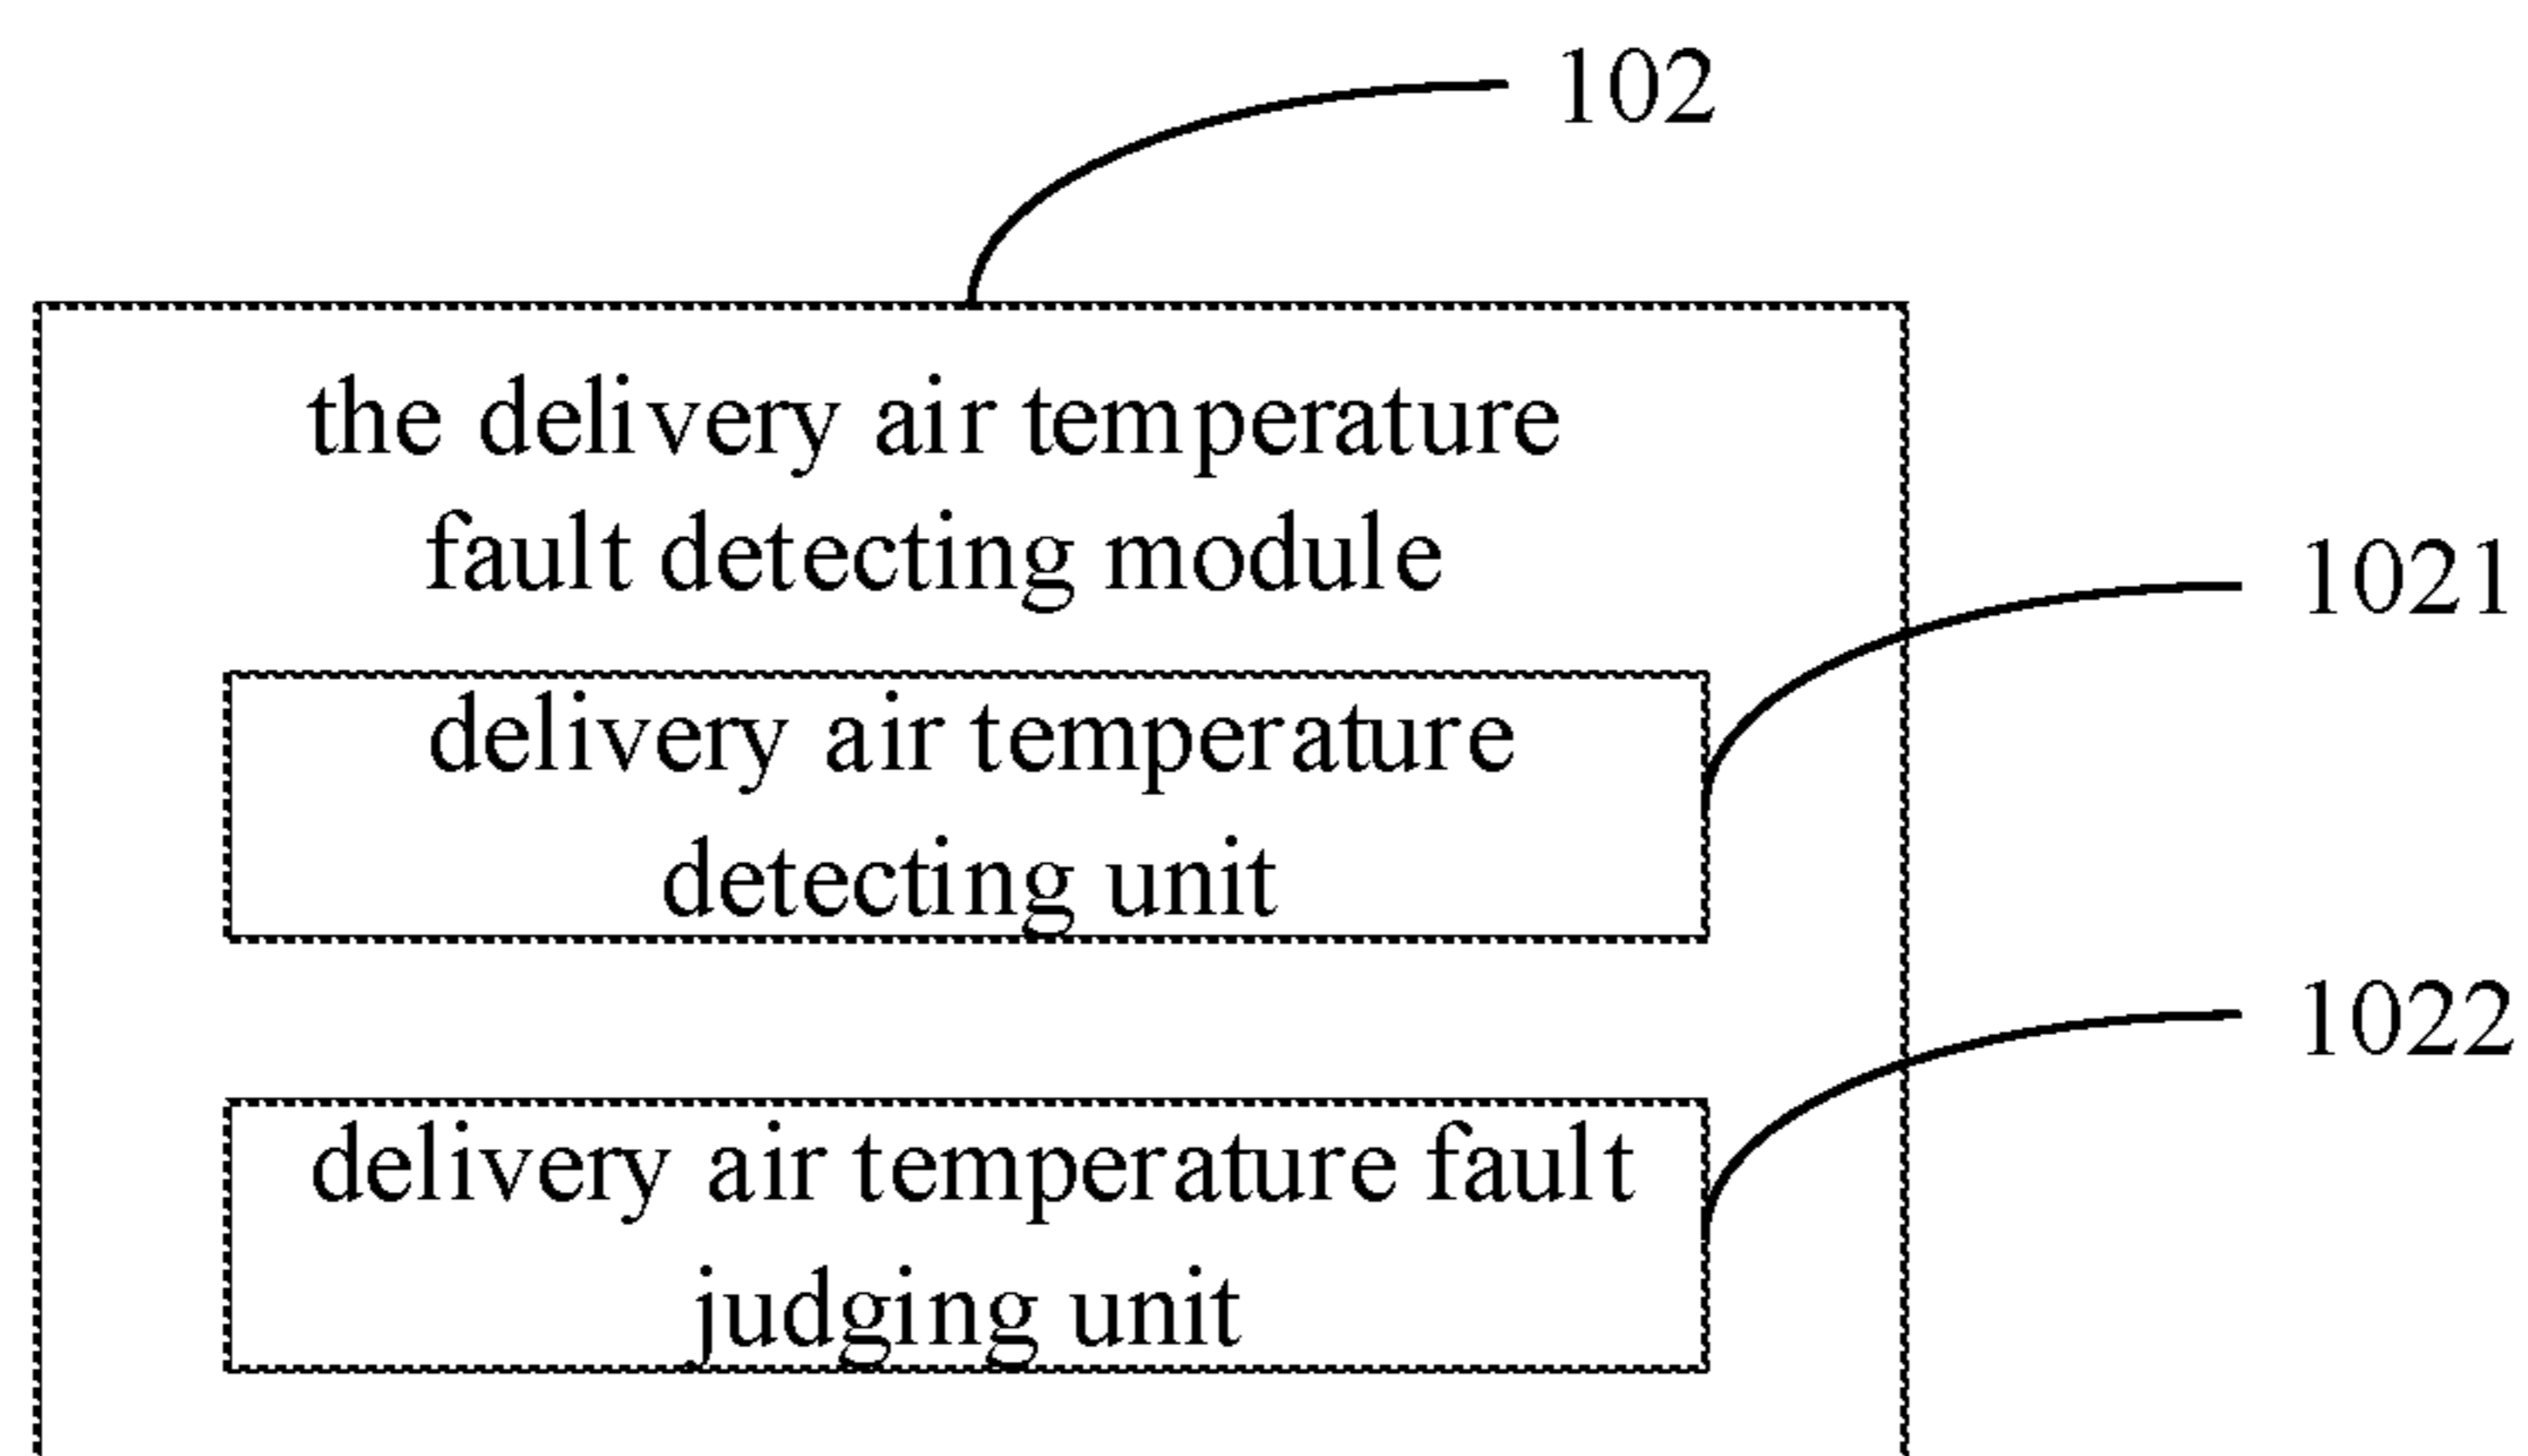 102
the delivery air temperature
fault detecting module
1021
delivery air temperature
detecting unit
1022
delivery air temperature fault
judging unit